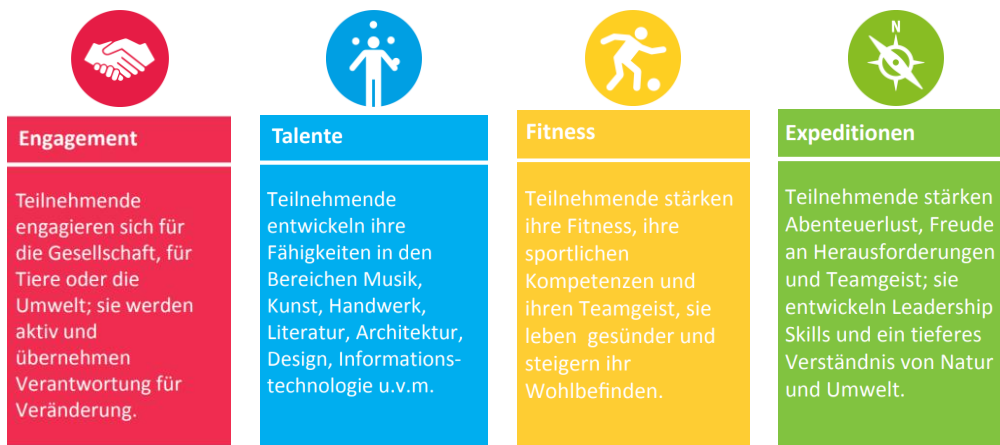 Engagement
Teilnehmende
engagieren sich für
die Gesellschaft, für
Tiere oder die
Umwelt; sie werden
aktiv und
übernehmen
Verantwortung für
Veränderung.
Talente
Teilnehmende
entwickeln ihre
Fähigkeiten in den
Bereichen Musik,
Kunst, Handwerk,
Literatur, Architektur,
Design, Informations-
technologie u.v.m.
Fitness
Teilnehmende stärken
ihre Fitness, ihre
sportlichen
Kompetenzen und
ihren Teamgeist, sie
leben gesünder und
steigern ihr
Wohlbefinden.
N
Expeditionen
Teilnehmende stärken
Abenteuerlust, Freude
an Herausforderungen
und Teamgeist; sie
entwickeln Leadership
Skills und ein tieferes
Verständnis von Natur
und Umwelt.